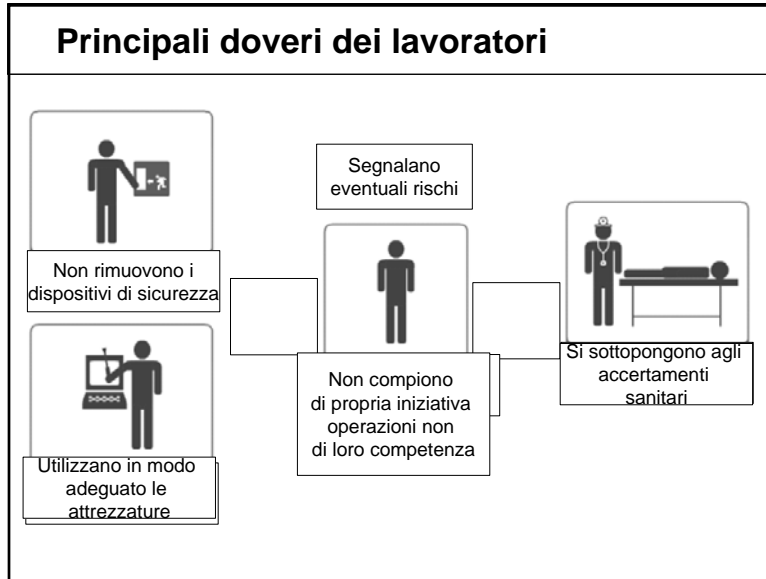 Principali doveri dei lavoratori
Non rimuovono i
dispositivi di sicurezza
Utilizzano in modo
adeguato le
attrezzature
Segnalano
eventuali rischi
Non compiono
di propria iniziativa
operazioni non
di loro competenza
Si sottopongono agli
accertamenti
sanitari